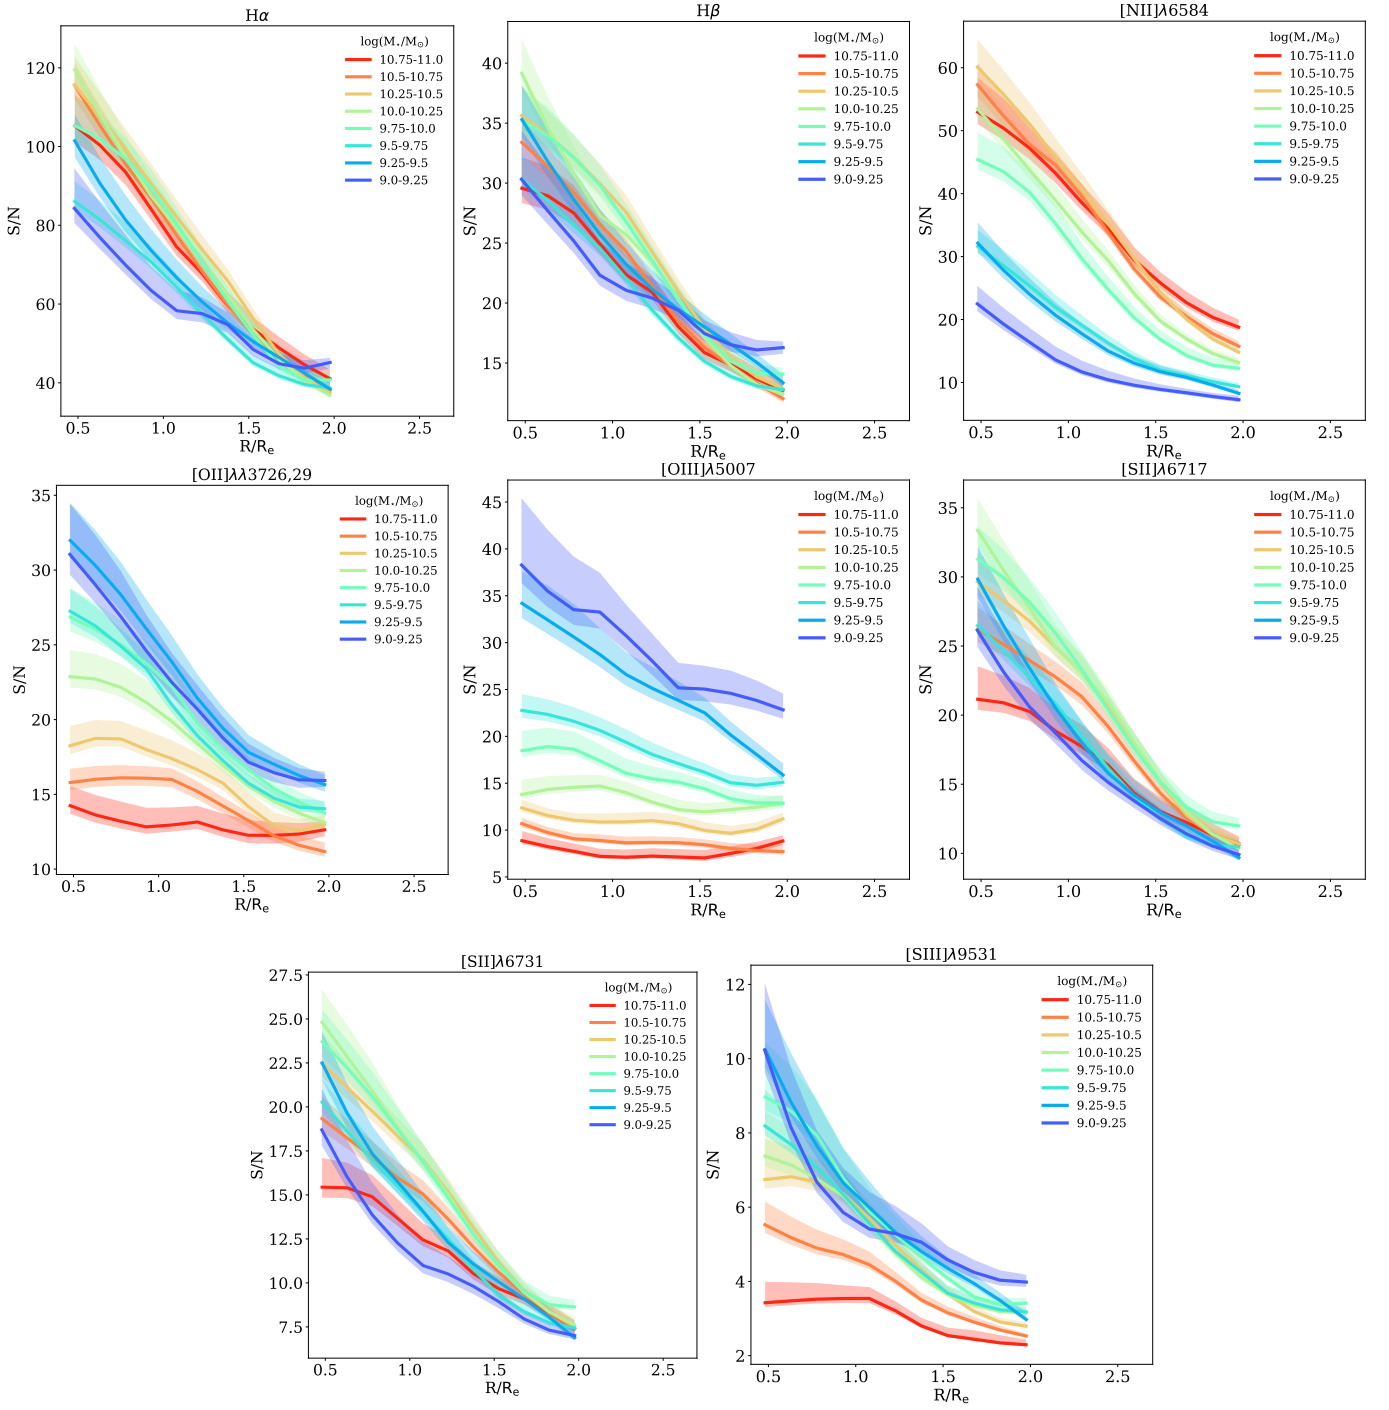 Hα
log(M⋆/M⊙)
10.75-11.0
10.5-10.75
10.25-10.5
10.0-10.25
9.75-10.0
9.5-9.75
9.25-9.5
9.0-9.25
120
100
80
60
40
S/N
0.5 1.0 1.5 2.0 2.5
R/Re
Hβ
log(M⋆/M⊙)
10.75-11.0
10.5-10.75
10.25-10.5
10.0-10.25
9.75-10.0
9.5-9.75
9.25-9.5
9.0-9.25
40
35
30
25
20
15
S/N
0.5 1.0 1.5 2.0 2.5
R/Re
[NII]λ6584
log(M⋆/M⊙)
10.75-11.0
10.5-10.75
10.25-10.5
10.0-10.25
9.75-10.0
9.5-9.75
9.25-9.5
9.0-9.25
60
50
40
30
20
10
S/N
0.5 1.0 1.5 2.0 2.5
R/Re
[OII]λλ3726,29
log(M⋆/M⊙)
10.75-11.0
10.5-10.75
10.25-10.5
10.0-10.25
9.75-10.0
9.5-9.75
9.25-9.5
9.0-9.25
35
30
25
20
15
10
S/N
0.5 1.0 1.5 2.0 2.5
R/Re
[OIII]λ5007
log(M⋆/M⊙)
10.75-11.0
10.5-10.75
10.25-10.5
10.0-10.25
9.75-10.0
9.5-9.75
9.25-9.5
9.0-9.25
45
40
35
30
25
20
15
10
5
S/N
0.5 1.0 1.5 2.0 2.5
R/Re
[SII]λ6717
log(M⋆/M⊙)
10.75-11.0
10.5-10.75
10.25-10.5
10.0-10.25
9.75-10.0
9.5-9.75
9.25-9.5
9.0-9.25
35
30
25
20
15
10
S/N
0.5 1.0 1.5 2.0 2.5
R/Re
[SII]λ6731
log(M⋆/M⊙)
10.75-11.0
10.5-10.75
10.25-10.5
10.0-10.25
9.75-10.0
9.5-9.75
9.25-9.5
9.0-9.25
27.5
25.0
22.5
20.0
17.5
15.0
12.5
10.0
7.5
S/N
0.5 1.0 1.5 2.0 2.5
R/Re
[SIII]λ9531
log(M⋆/M⊙)
10.75-11.0
10.5-10.75
10.25-10.5
10.0-10.25
9.75-10.0
9.5-9.75
9.25-9.5
9.0-9.25
12
10
8
6
4
2
S/N
0.5 1.0 1.5 2.0 2.5
R/Re